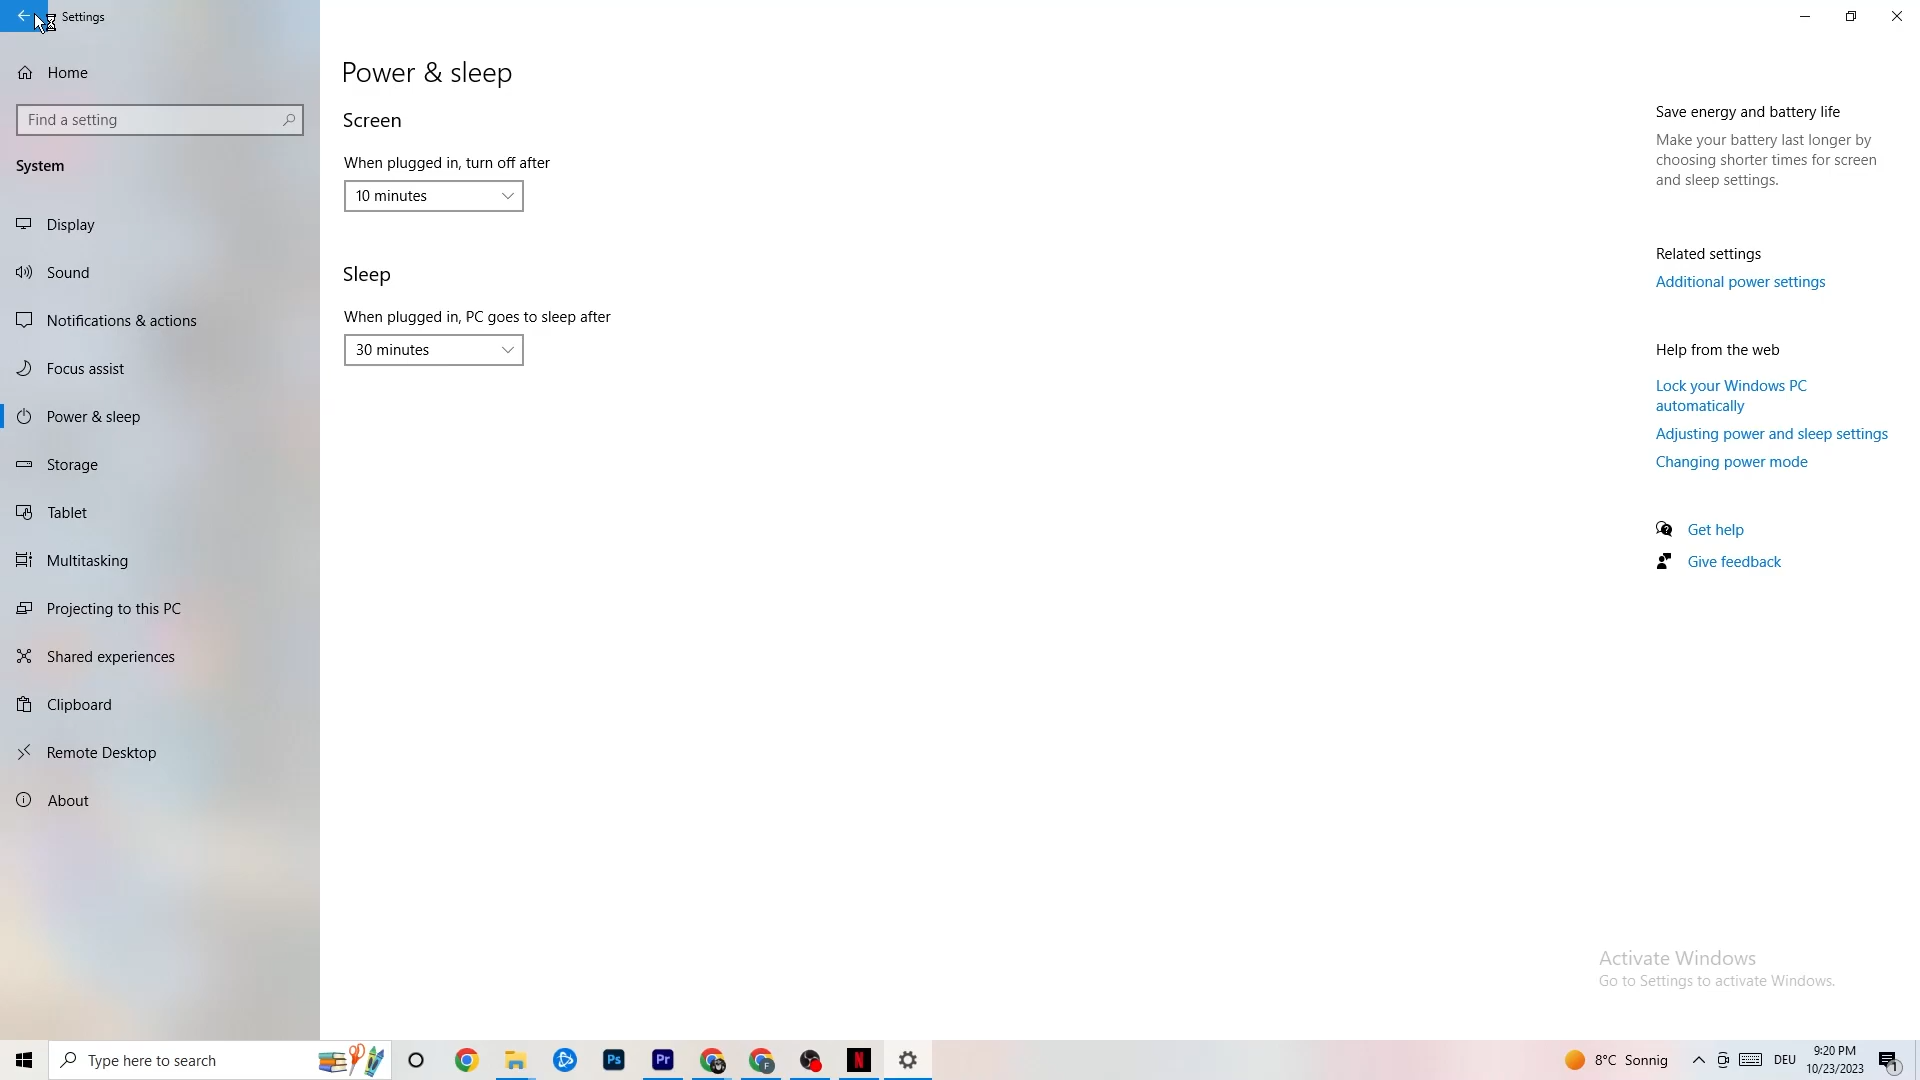 Settings
Home
Find a setting
System
Display
Sound
Notifications & actions
Focus assist
Power & sleep
Storage
Tablet
Multitasking
Projecting to this PC
Shared experiences
Clipboard
Remote Desktop
About
Power & sleep
Screen
When plugged in, turn off after
10 minutes
Sleep
When plugged in, PC goes to sleep after
30 minutes
Save energy and battery life
Make your battery last longer by
choosing shorter times for screen
and sleep settings.
Related settings
Additional power settings
Help from the web
Lock your Windows PC
automatically
Adjusting power and sleep settings
Changing power mode
Get help
Give feedback
Activate Windows
Go to Settings to activate Windows.
Type here to search
Ps
Pr
F
N
8°C Sonnig
DEU
9:20 PM
10/23/2023
1